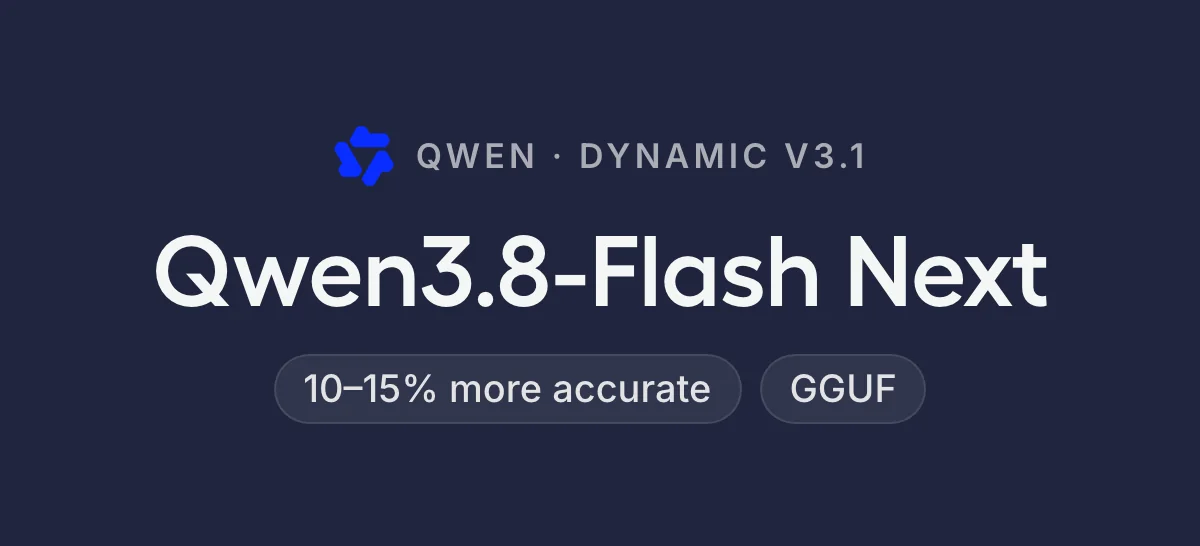 QWEN · DYNAMIC V3.1
Qwen3.8-Flash Next
10–15% more accurate
GGUF